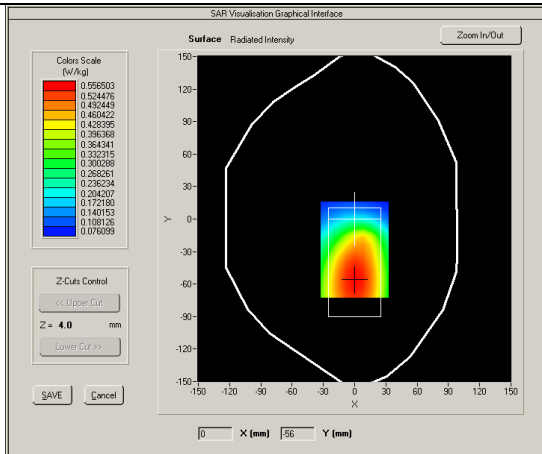 SAR Visualisation Graphical Interface
Surface Radiated Intensity
Zoom In/Out
Colors Scale
(W/kg)
0.556503
0.524476
0.492449
0.460422
0.428395
0.396368
0.364341
0.332315
0.300288
0.268261
0.236234
0.204207
0.172180
0.140153
0.108126
0.076099
Z-Cuts Control
<< Upper Cut
Z = 4.0 mm
Lower Cut >>
SAVE Cancel
150
120
90
60
30
0
-30
-60
-90
-120
-150
Y
-150 -120 -90 -60 -30 0 30 60 90 120 150
X
0 X (mm) -56 Y (mm)